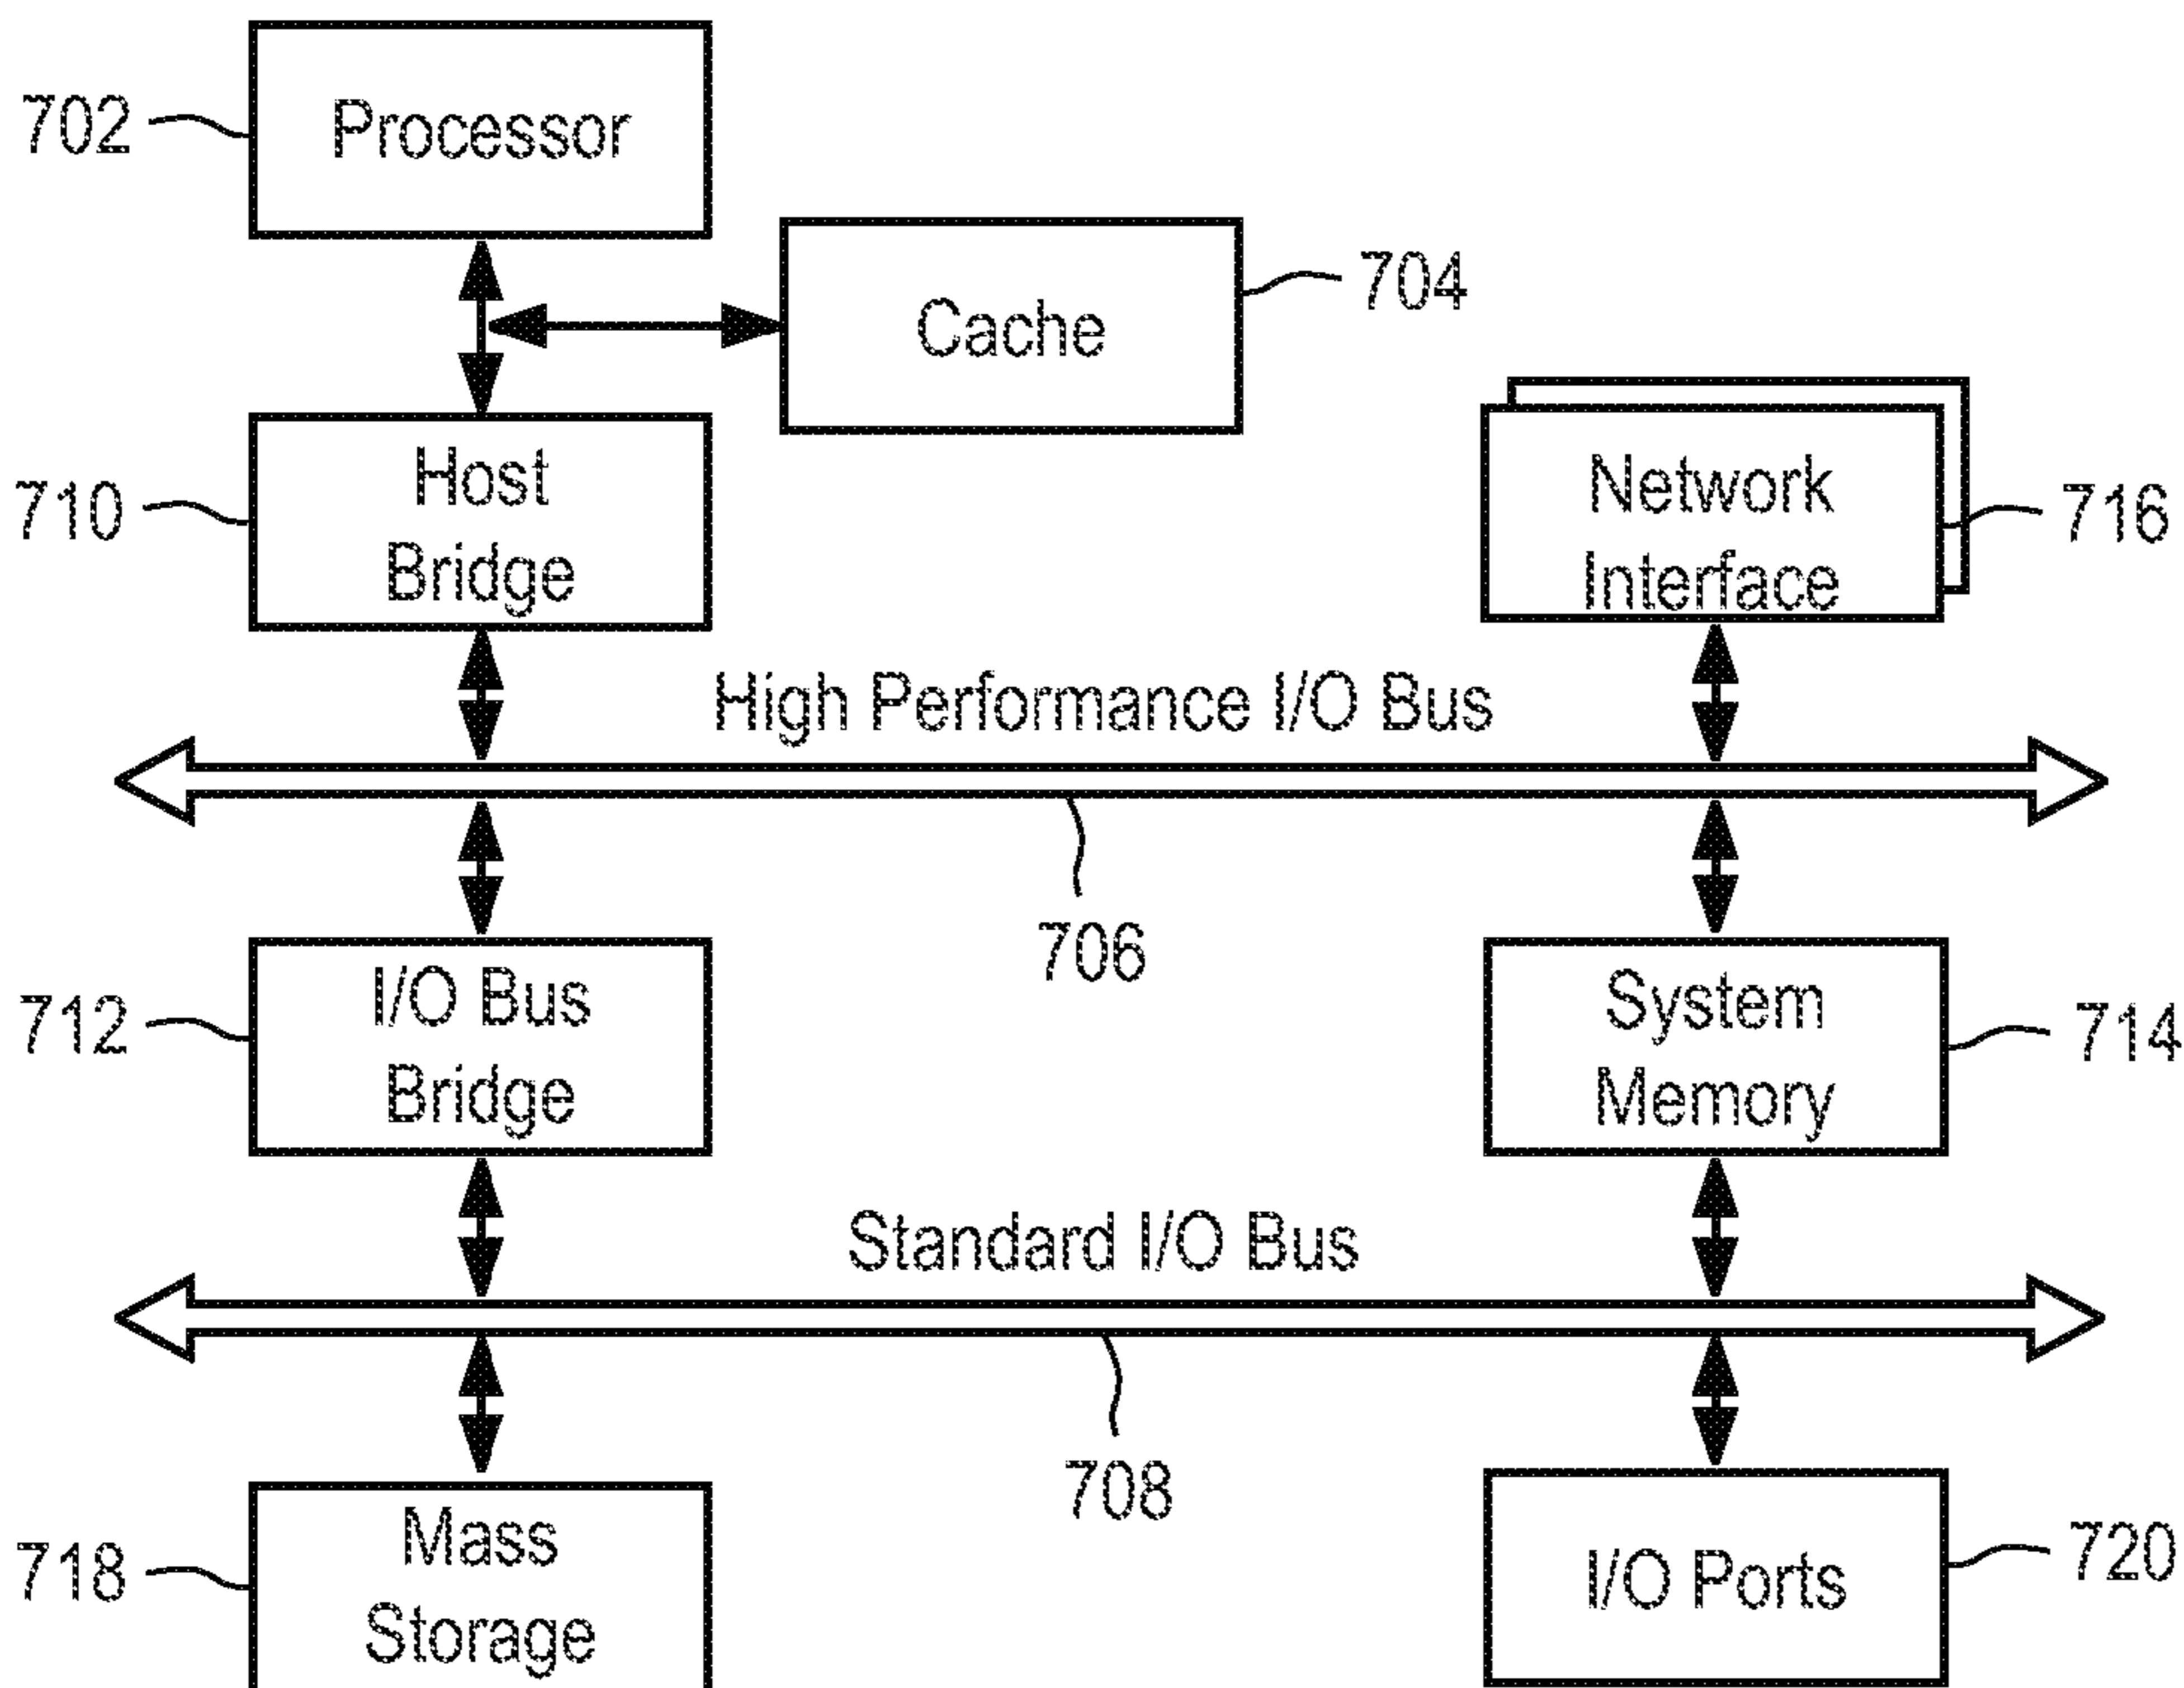 702
Processor
Cache
704
710
Host
Bridge
Network
Interface
716
High Performance I/O Bus
706
712
I/O Bus
Bridge
System
Memory
714
Standard I/O Bus
708
718
Mass
Storage
I/O Ports
720